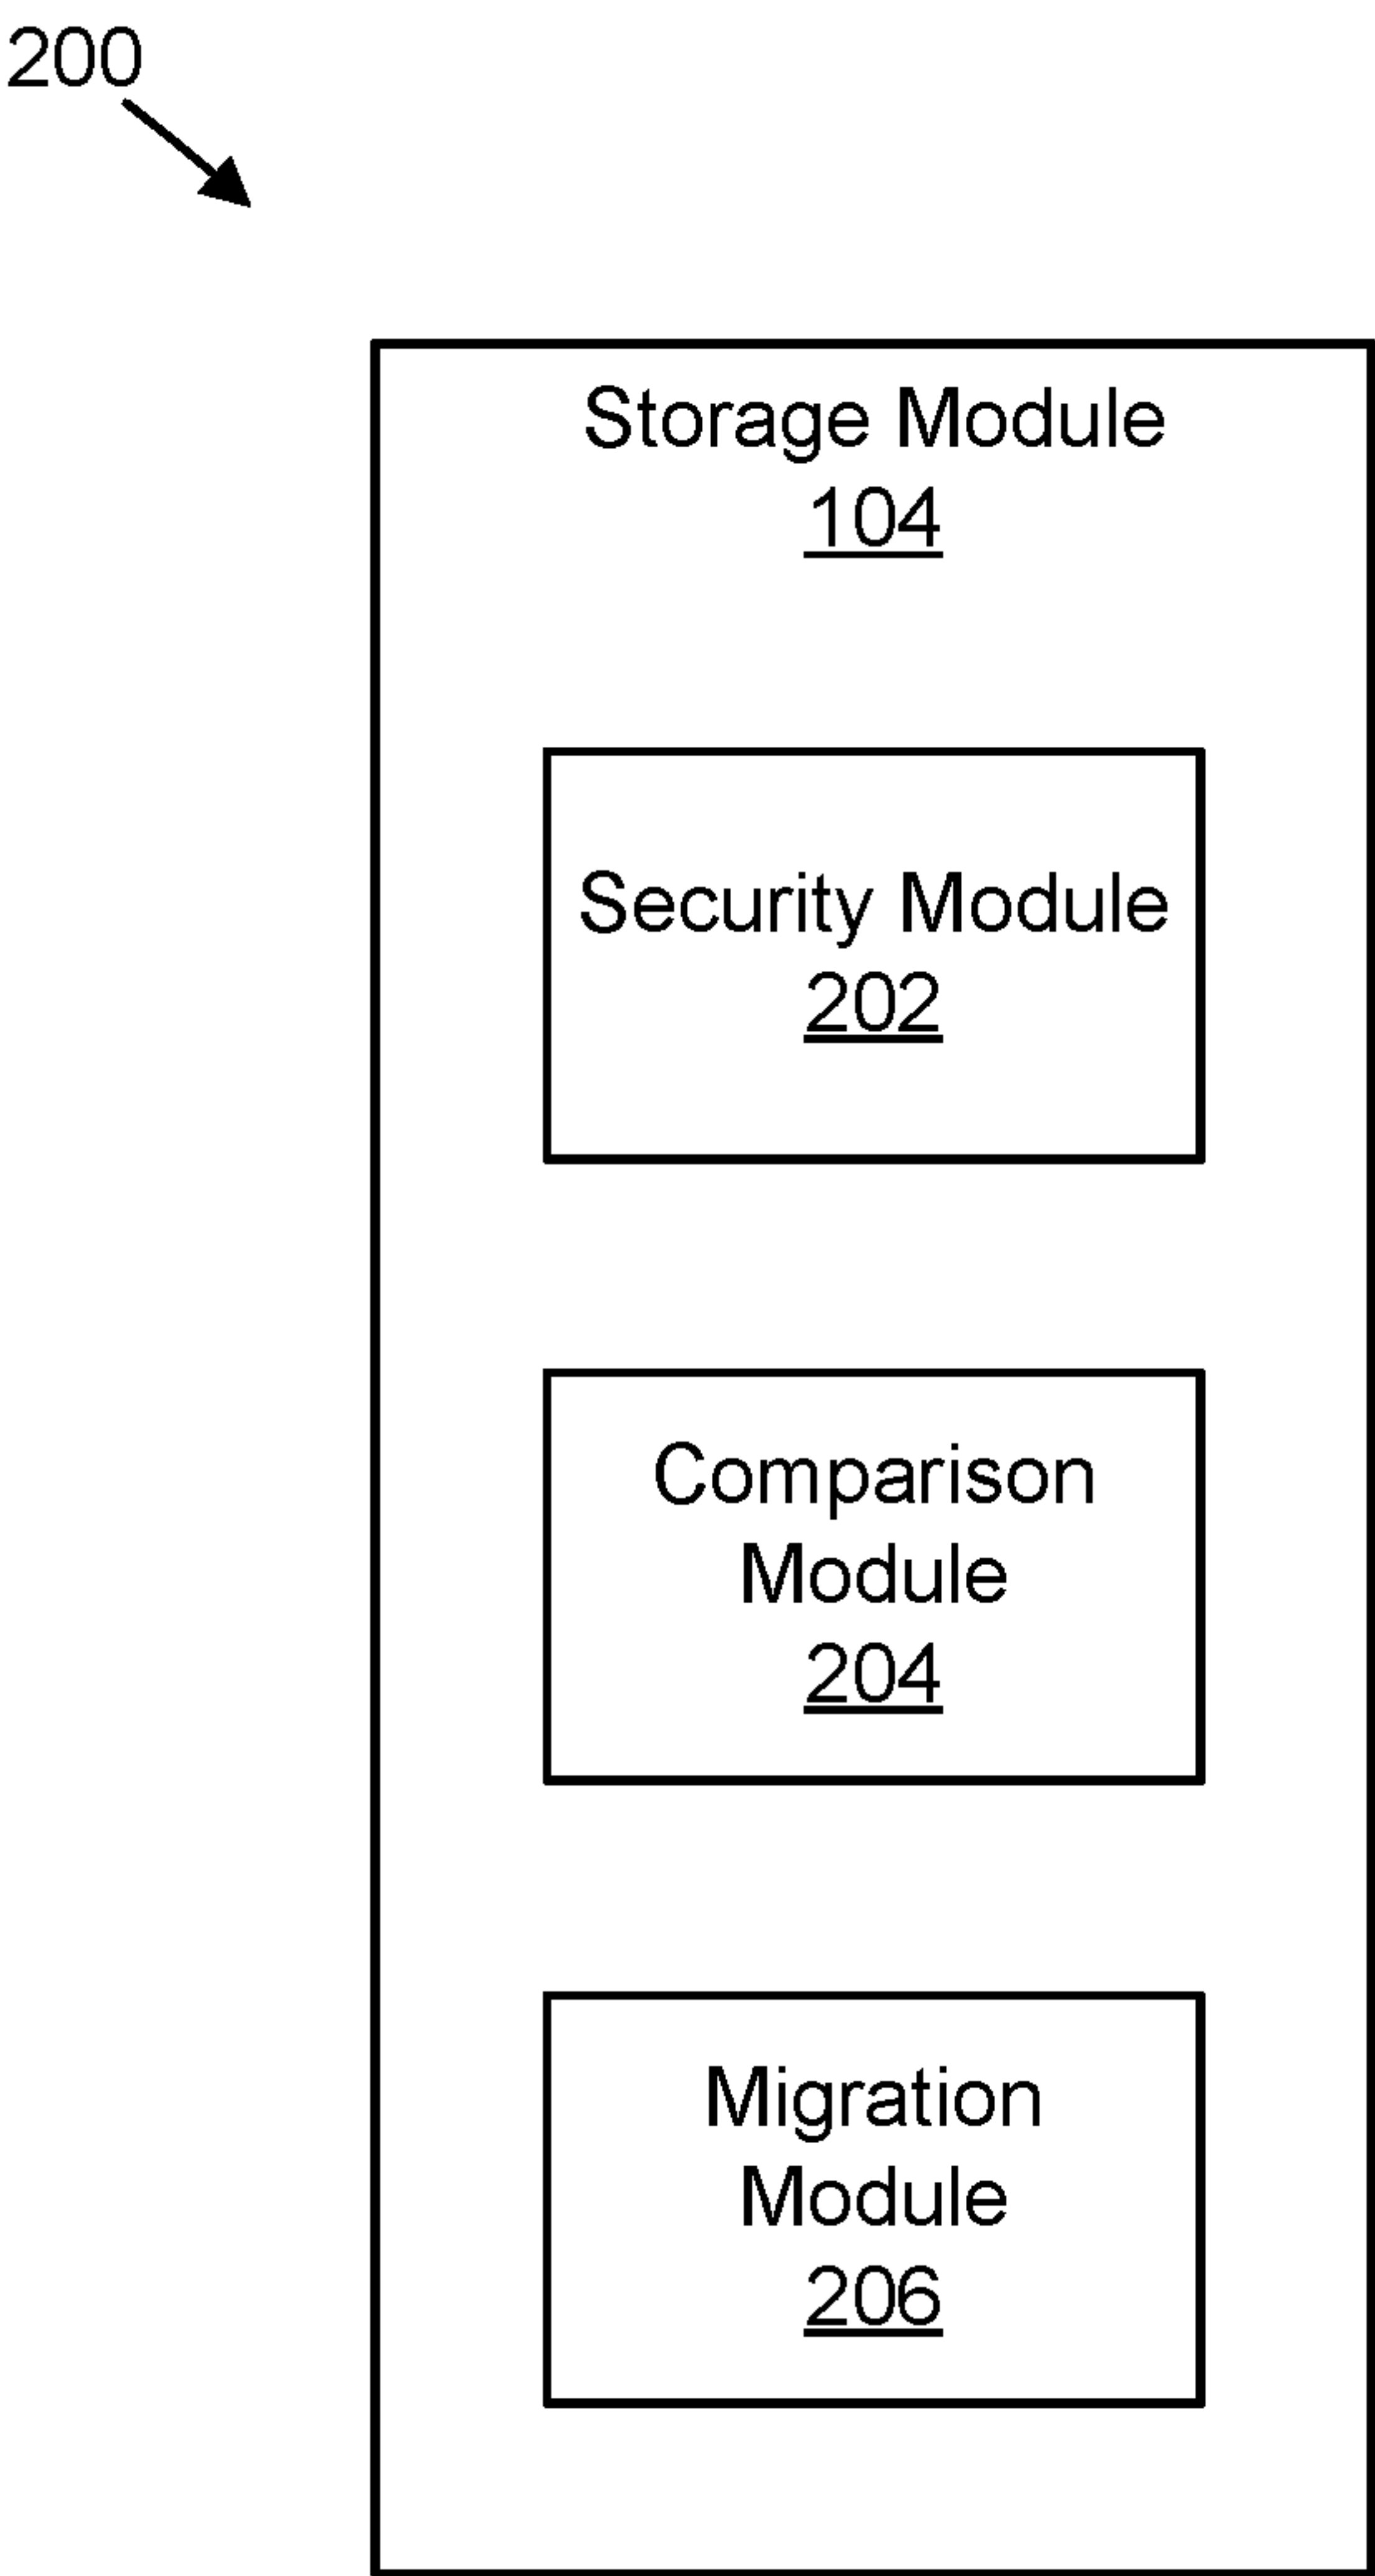 200
Storage Module
104
Security Module
202
Comparison
Module
204
Migration
Module
206